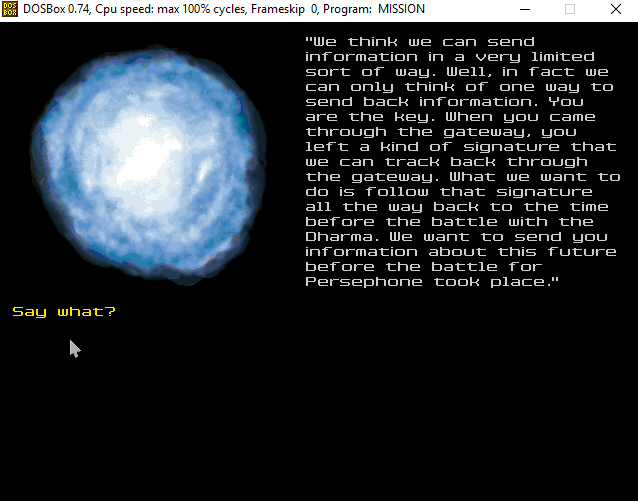 DOS
BOX
DOSBox 0.74, Cpu speed: max 100% cycles, Frameskip 0, Program: MISSION
"We think we can send
information in a very limited
sort of way. Well, in fact we
can only think of one way to
send back information. You
are the key. When you came
through the gateway, you
left a kind of signature that
we can track back through
the gateway. What we want to
do is follow that signature
all the way back to the time
before the battle with the
Dharma. We want to send you
information about this future
before the battle for
Persephone took place."
Say what?